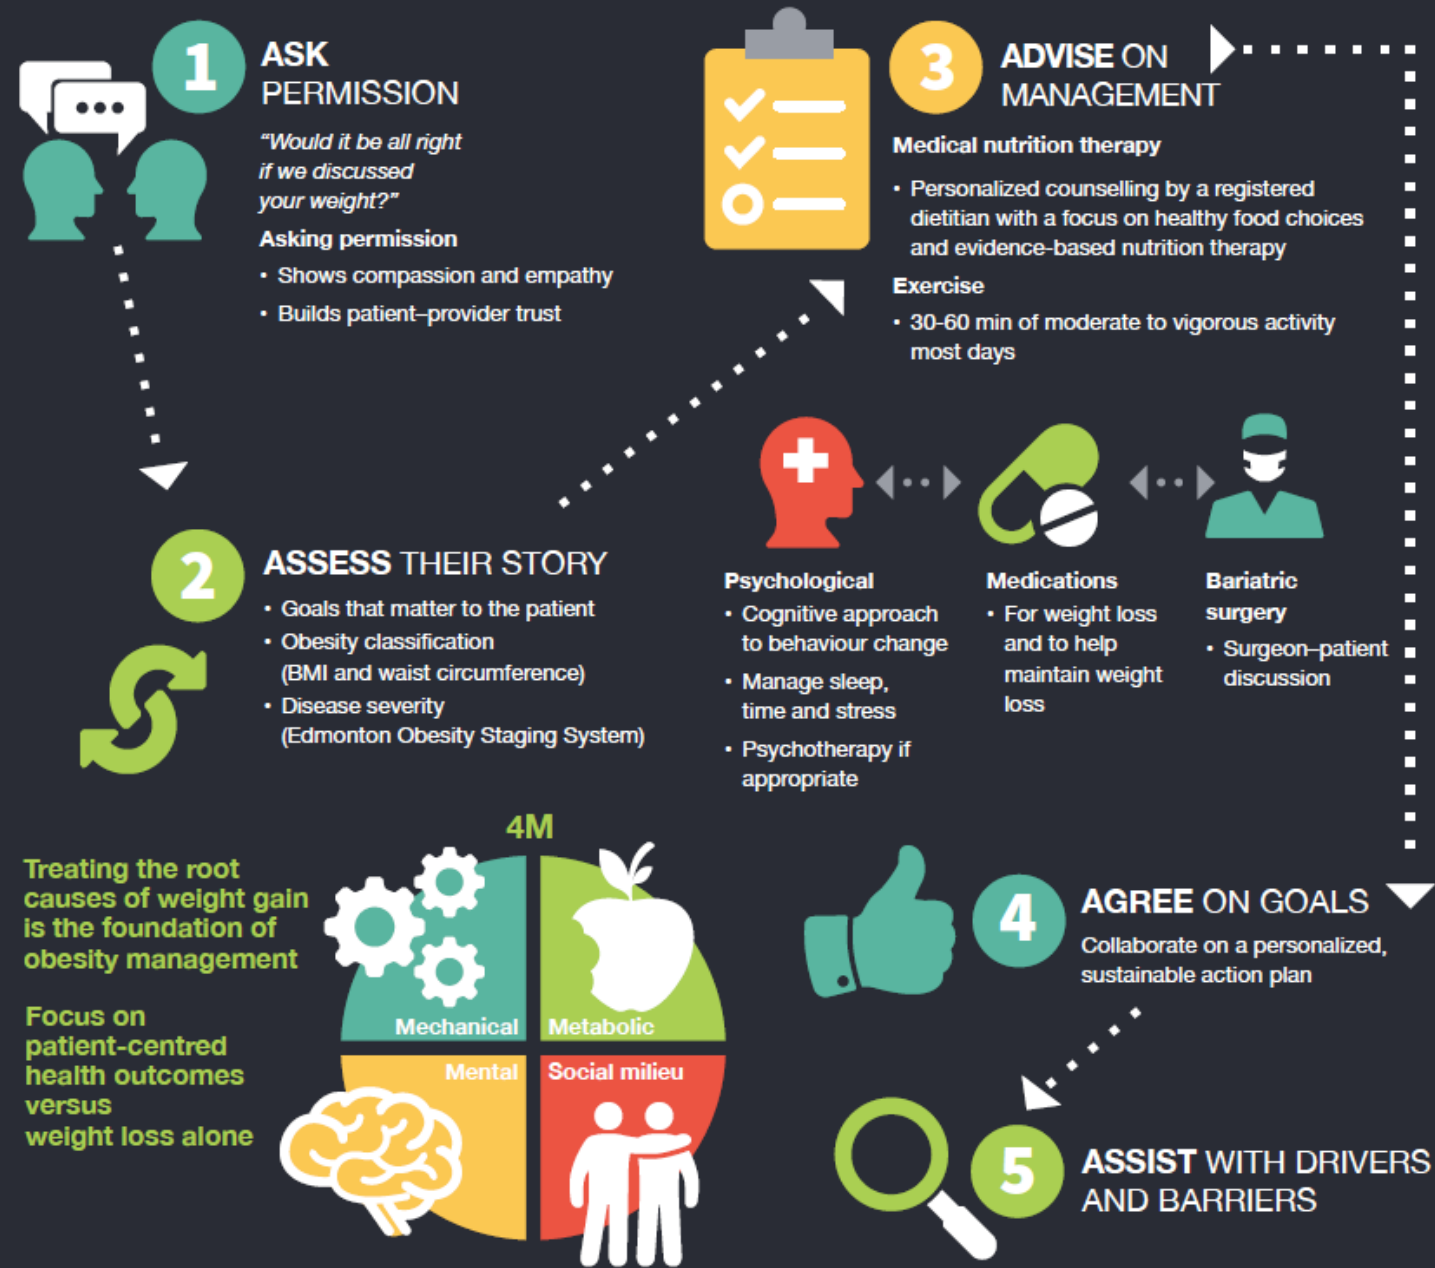 1
ASK
PERMISSION
“Would it be all right
if we discussed
your weight?”
Asking permission
• Shows compassion and empathy
• Builds patient–provider trust
2
ASSESS THEIR STORY
• Goals that matter to the patient
• Obesity classification
(BMI and waist circumference)
• Disease severity
(Edmonton Obesity Staging System)
4M
Mechanical
Metabolic
Mental
Social milieu
Treating the root
causes of weight gain
is the foundation of
obesity management
Focus on
patient-centred
health outcomes
versus
weight loss alone
3
ADVISE ON
MANAGEMENT
Medical nutrition therapy
• Personalized counselling by a registered
dietitian with a focus on healthy food choices
and evidence-based nutrition therapy
Exercise
• 30-60 min of moderate to vigorous activity
most days
Psychological
• Cognitive approach
to behaviour change
• Manage sleep,
time and stress
• Psychotherapy if
appropriate
Medications
• For weight loss
and to help
maintain weight
loss
Bariatric
surgery
• Surgeon–patient
discussion
4
AGREE ON GOALS
Collaborate on a personalized,
sustainable action plan
5
ASSIST WITH DRIVERS
AND BARRIERS